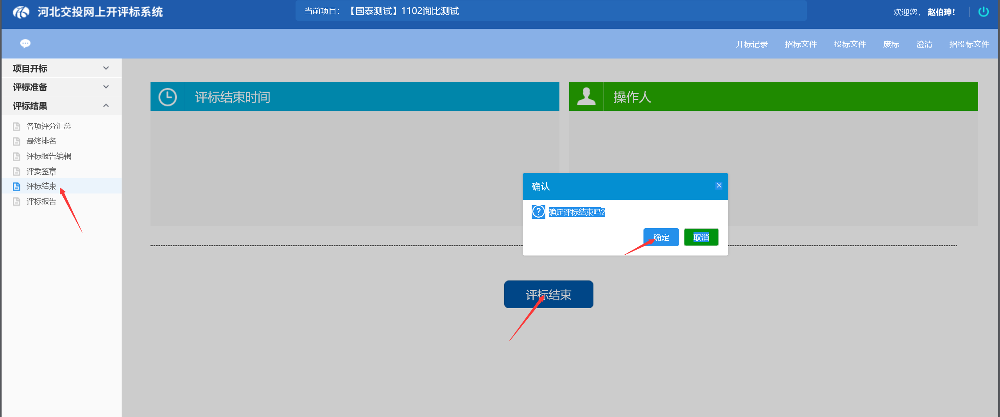 河北交投网上开评标系统
当前项目： 【国泰测试】1102询比测试
欢迎您， 赵伯珅！
开标记录 招标文件 投标文件 废标 澄清 招投标文件
项目开标
评标准备
评标结果
各项评分汇总
最终排名
评标报告编辑
评委签章
评标结束
评标报告
评标结束时间
操作人
确认
确定评标结束吗?
确定 取消
评标结束